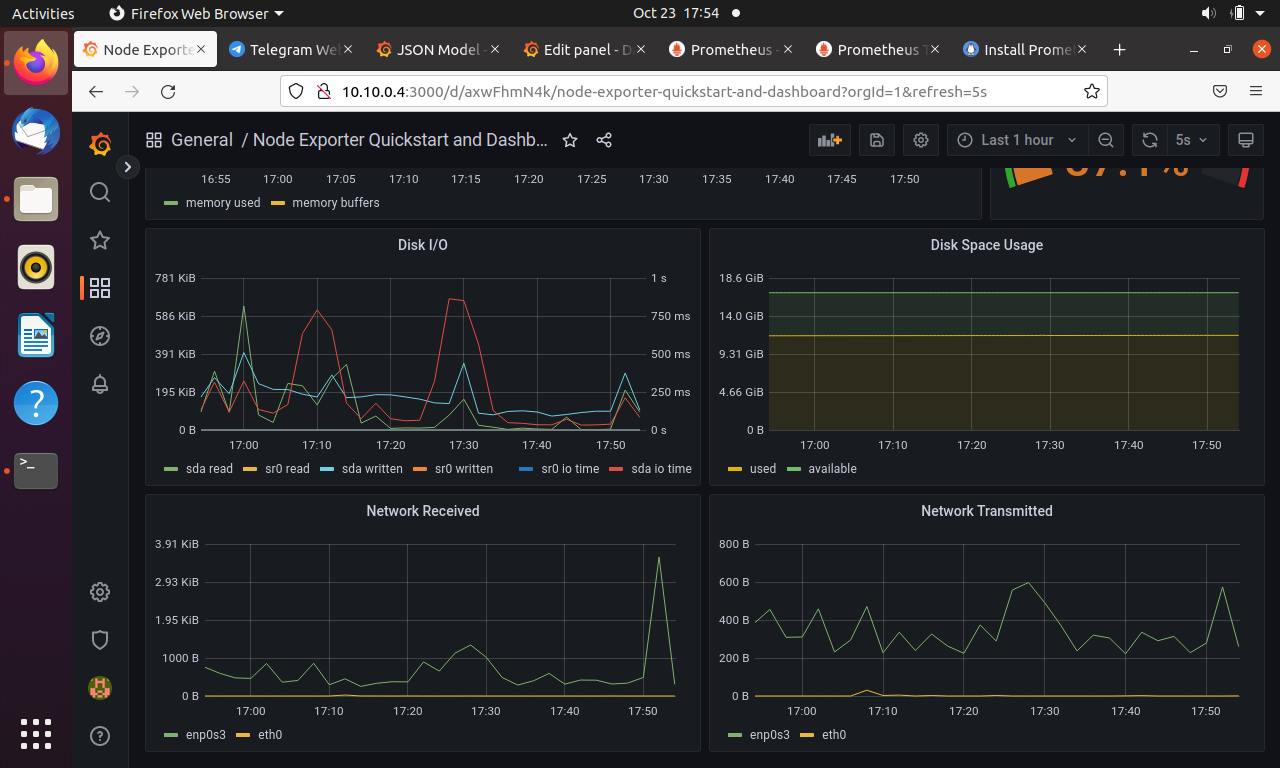 Activities Firefox Web Browser Oct 23 17:54
Node Exporte Telegram We JSON Model - Edit panel - D Prometheus - Prometheus T Install Prome
10.10.0.4:3000/d/axwFhmN4k/node-exporter-quickstart-and-dashboard?orgId=1&refresh=5s
General / Node Exporter Quickstart and Dashb... Last 1 hour 5s
16:55 17:00 17:05 17:10 17:15 17:20 17:25 17:30 17:35 17:40 17:45 17:50
memory used memory buffers
Disk I/O
781 KiB 1 s
586 KiB 750 ms
391 KiB 500 ms
195 KiB 250 ms
0 B 0 s
17:00 17:10 17:20 17:30 17:40 17:50
sda read sr0 read sda written sr0 written sr0 io time sda io time
Disk Space Usage
18.6 GiB
14.0 GiB
9.31 GiB
4.66 GiB
0 B
17:00 17:10 17:20 17:30 17:40 17:50
used available
Network Received
3.91 KiB
2.93 KiB
1.95 KiB
1000 B
0 B
17:00 17:10 17:20 17:30 17:40 17:50
enp0s3 eth0
Network Transmitted
800 B
600 B
400 B
200 B
0 B
17:00 17:10 17:20 17:30 17:40 17:50
enp0s3 eth0